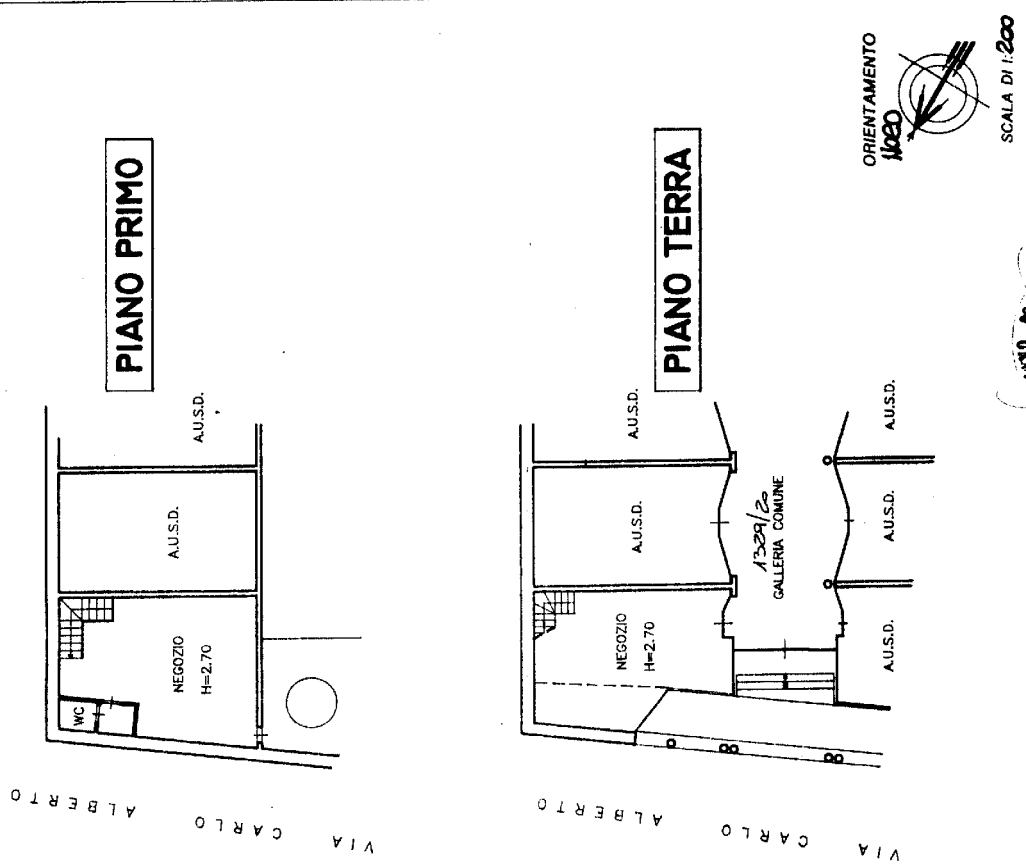 PIANO PRIMO
A.U.S.D.
A.U.S.D.
NEGOZIO
H=2.70
WC
VIA CARLO ALBERTO
PIANO TERRA
A.U.S.D.
A.U.S.D.
NEGOZIO
H=2.70
1329/20
GALLERIA COMUNE
A.U.S.D.
A.U.S.D.
A.U.S.D.
VIA CARLO ALBERTO
ORIENTAMENTO
SCALA DI 1:200